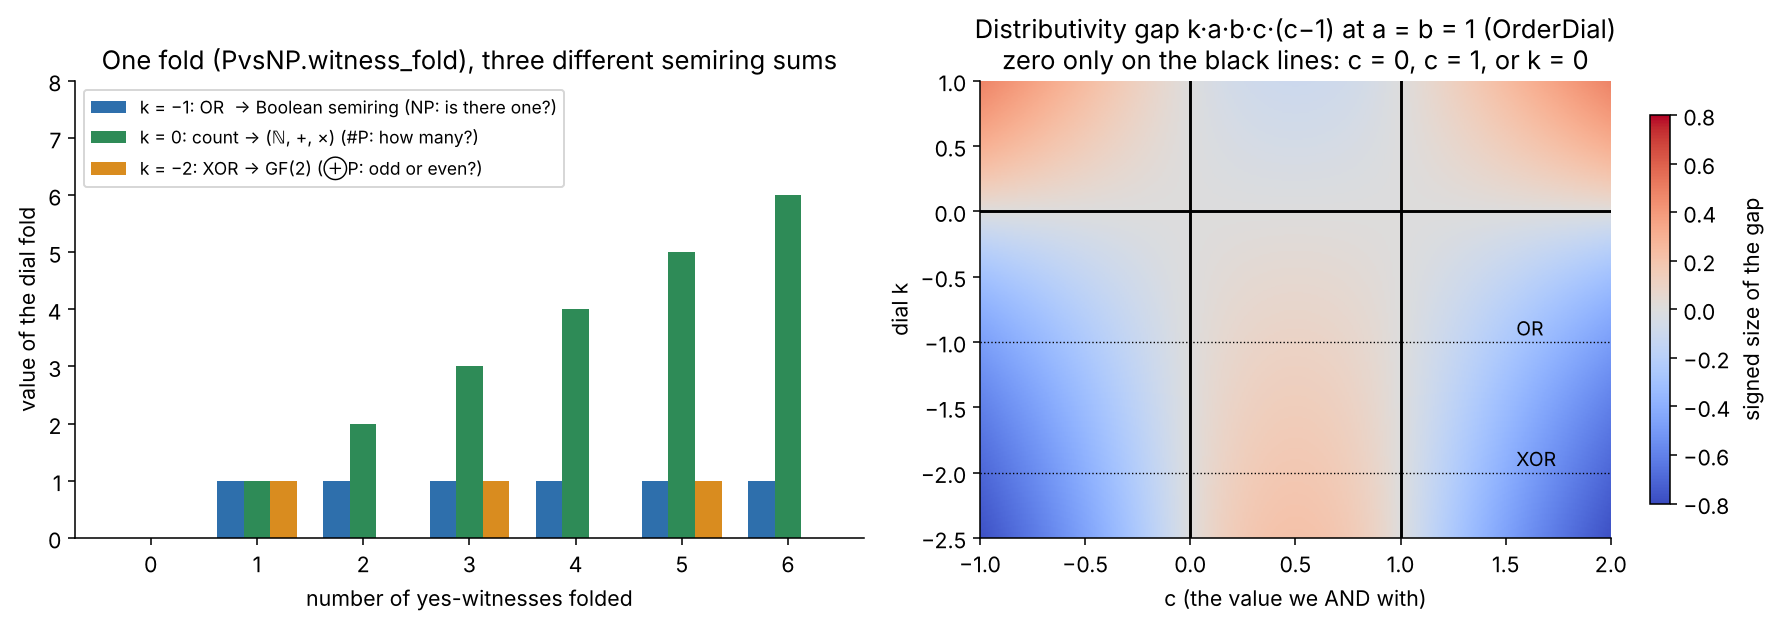 One fold (PvsNP.witness_fold), three different semiring sums
k = −1: OR → Boolean semiring (NP: is there one?)
k = 0: count → (ℕ, +, ×) (#P: how many?)
k = −2: XOR → GF(2) (⊕P: odd or even?)
value of the dial fold
8
7
6
5
4
3
2
1
0
0 1 2 3 4 5 6
number of yes-witnesses folded
Distributivity gap k·a·b·c·(c−1) at a = b = 1 (OrderDial)
zero only on the black lines: c = 0, c = 1, or k = 0
dial k
1.0
0.5
0.0
−0.5
−1.0
−1.5
−2.0
−2.5
OR
XOR
−1.0 −0.5 0.0 0.5 1.0 1.5 2.0
c (the value we AND with)
0.8
0.6
0.4
0.2
0.0
−0.2
−0.4
−0.6
−0.8
signed size of the gap